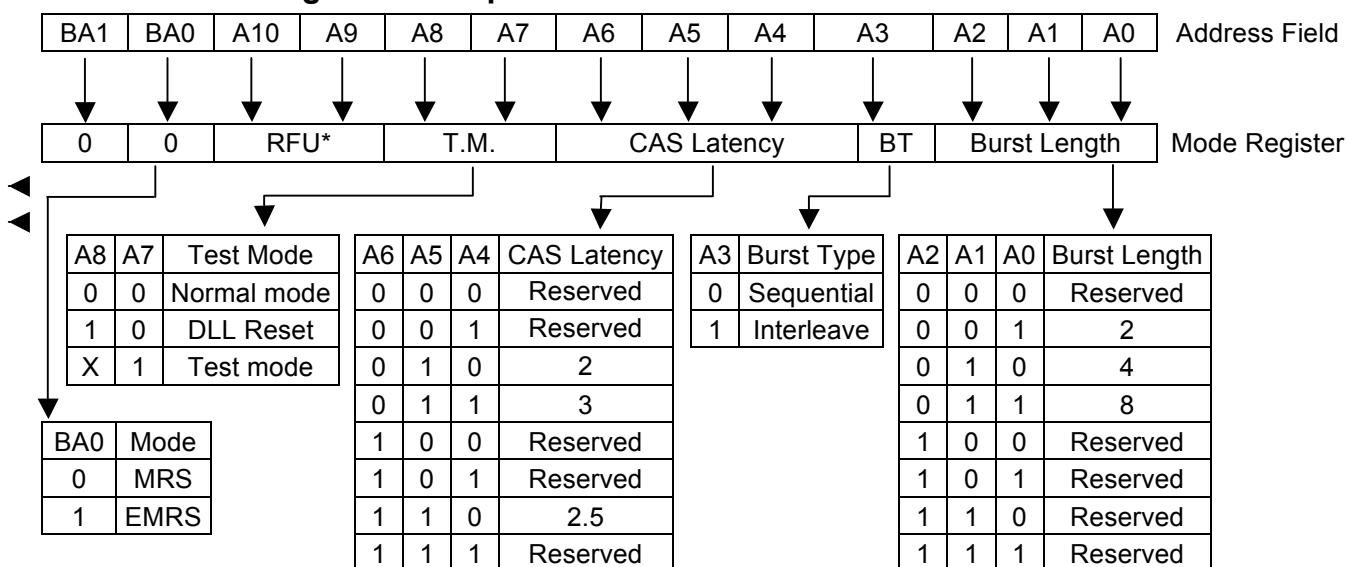 BA1 BA0 A10 A9 A8 A7 A6 A5 A4 A3 A2 A1 A0 Address Field
0 0 RFU* T.M. CAS Latency BT Burst Length Mode Register
A8 A7 Test Mode
0 0 Normal mode
1 0 DLL Reset
X 1 Test mode
BA0 Mode
0 MRS
1 EMRS
A6 A5 A4 CAS Latency
0 0 0 Reserved
0 0 1 Reserved
0 1 0 2
0 1 1 3
1 0 0 Reserved
1 0 1 Reserved
1 1 0 2.5
1 1 1 Reserved
A3 Burst Type
0 Sequential
1 Interleave
A2 A1 A0 Burst Length
0 0 0 Reserved
0 0 1 2
0 1 0 4
0 1 1 8
1 0 0 Reserved
1 0 1 Reserved
1 1 0 Reserved
1 1 1 Reserved